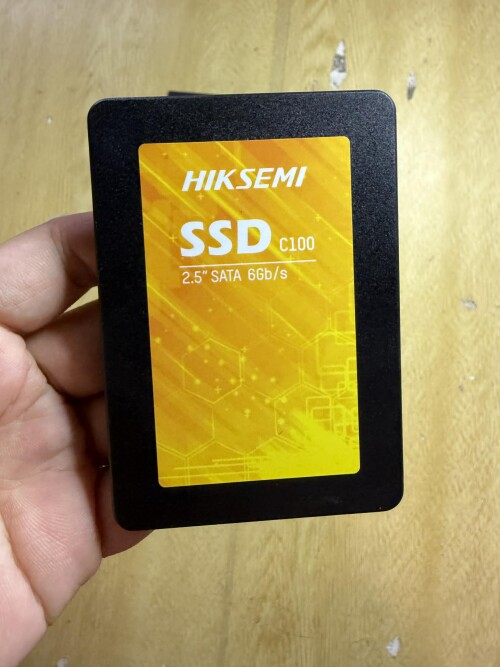 HIKSEMI
SSD C100
2.5" SATA 6Gb/s